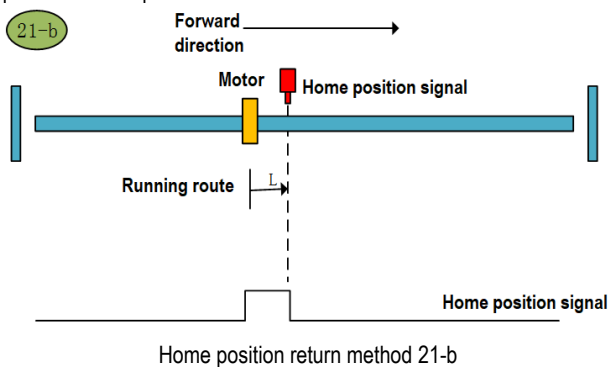 21-b
Forward
direction
Motor
Home position signal
Running route
L
Home position signal
Home position return method 21-b